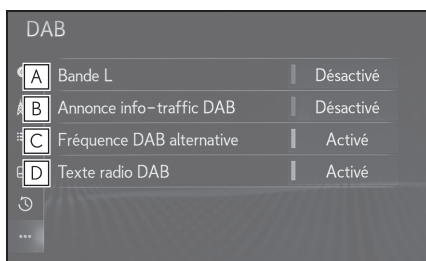 DAB
A Bande L Désactivé
B Annonce info-traffic DAB Désactivé
C Fréquence DAB alternative Activé
D Texte radio DAB Activé